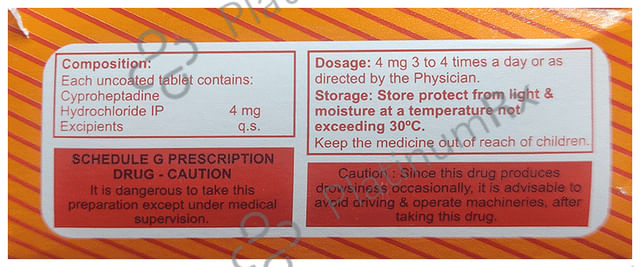 Composition:
Each uncoated tablet contains:
Cyproheptadine
Hydrochloride IP 4 mg
Excipients q.s.
SCHEDULE G PRESCRIPTION
DRUG - CAUTION
It is dangerous to take this
preparation except under medical
supervision.
Dosage: 4 mg 3 to 4 times a day or as
directed by the Physician.
Storage: Store protect from light &
moisture at a temperature not
exceeding 30ºC.
Keep the medicine out of reach of children.
Caution : Since this drug produces
drowsiness occasionally, it is advisable to
avoid driving & operate machineries, after
taking this drug.
PlatinumRx